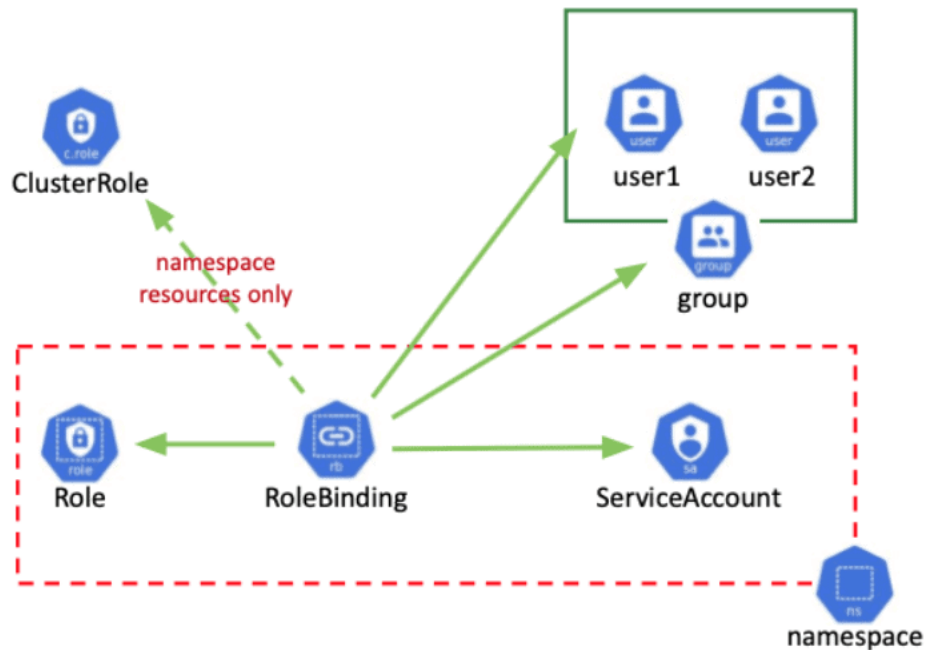 user
user
c.role
ClusterRole
user1
user2
group
namespace
resources only
group
role
rb
sa
Role
RoleBinding
ServiceAccount
ns
namespace